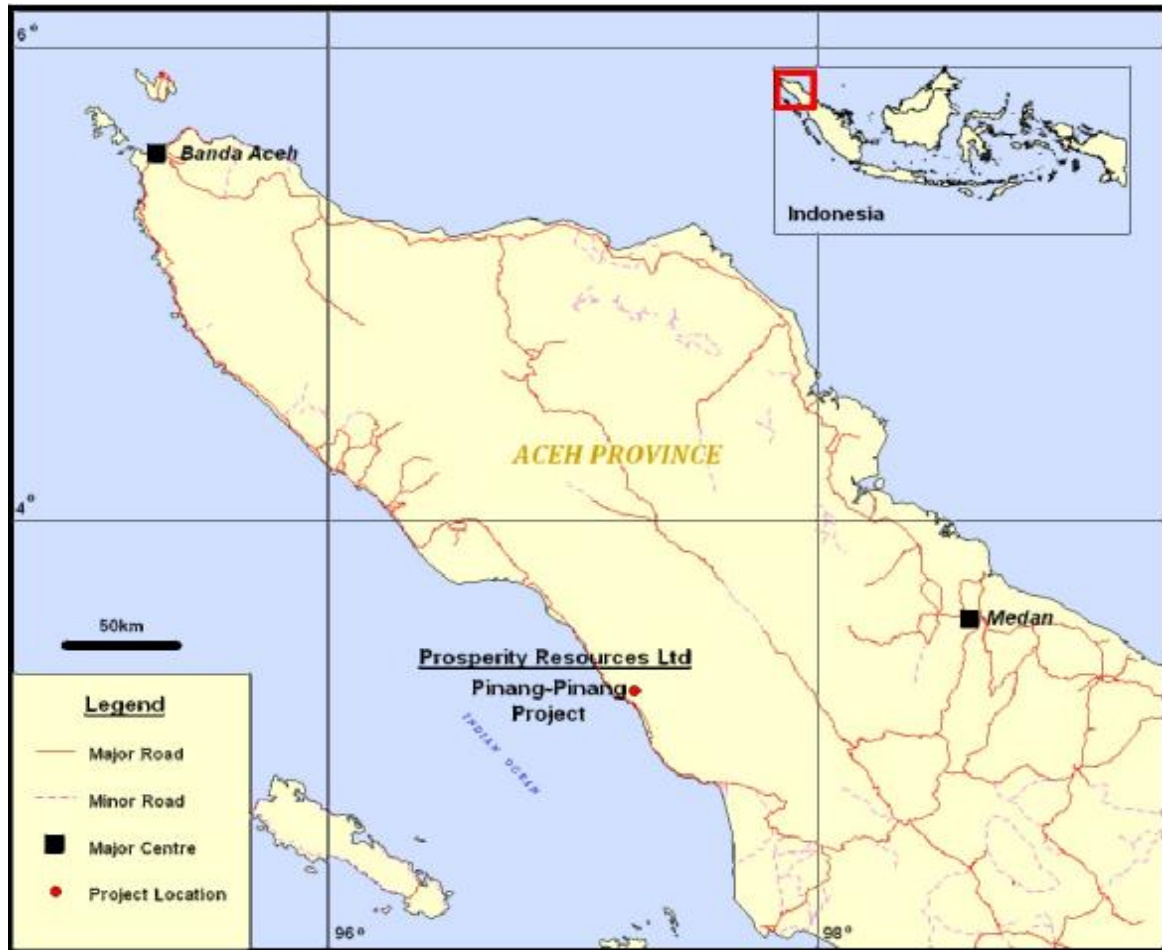 6°
Banda Aceh
Indonesia
ACEH PROVINCE
4°
Medan
50km
Prosperity Resources Ltd
Pinang-Pinang
Project
INDIAN OCEAN
Legend
Major Road
Minor Road
Major Centre
Project Location
96°
98°